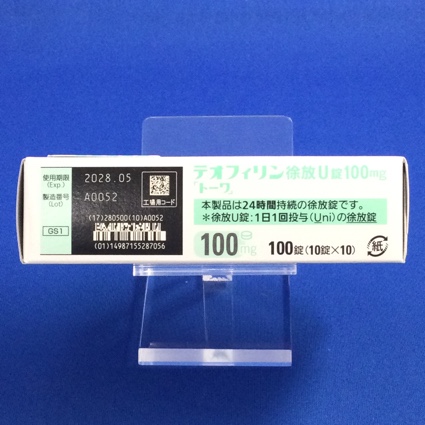 使用期限
(Exp.)
2028.05
製造番号
(Lot)
A0052
工場用コード
GS1
(17)280500(10)A0052
(01)14987155287056
テオフィリン徐放U錠100mg
「トーワ」
本製品は24時間持続の徐放錠です。
*徐放U錠:1日1回投与(Uni)の徐放錠
100mg
100錠(10錠×10)
紙